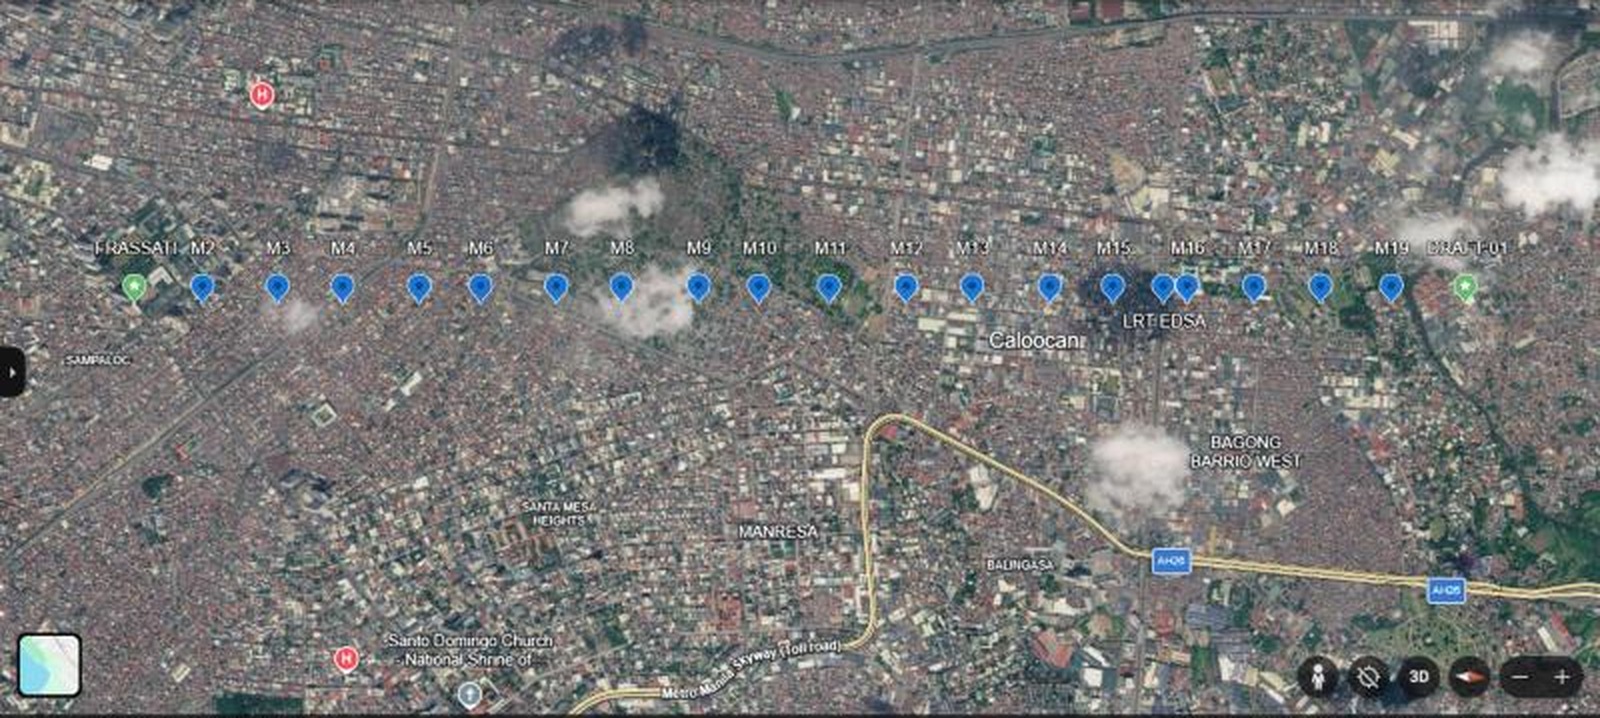 H
FRASSATI M2 M3 M4 M5 M6 M7 M8 M9 M10 M11 M12 M13 M14 M15 M16 M17 M18 M19
LRT EDSA
Caloocan
SAMPALOC
BAGONG
BARRIO WEST
SANTA MESA
HEIGHTS
MANRESA
BALINGASA
AH26
AH26
Santo Domingo Church
National Shrine of
H
Metro Manila Skyway (Toll road)
3D